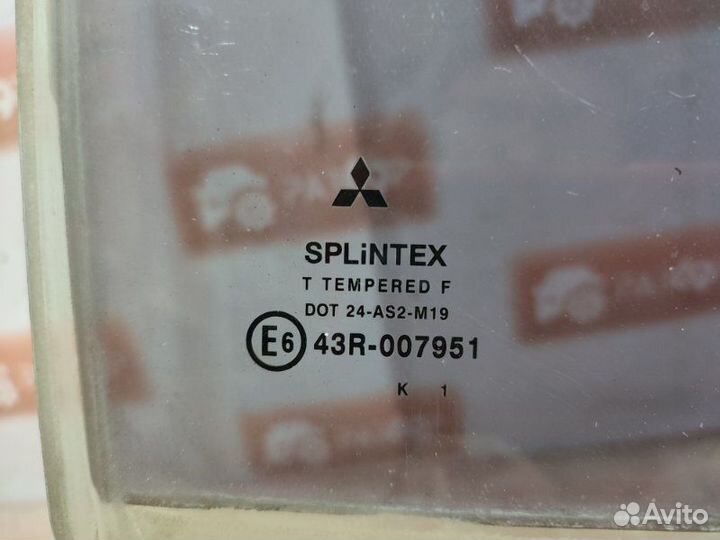 SPLiNTEX
T TEMPERED F
DOT 24-AS2-M19
E6 43R-007951
K 1
Avito